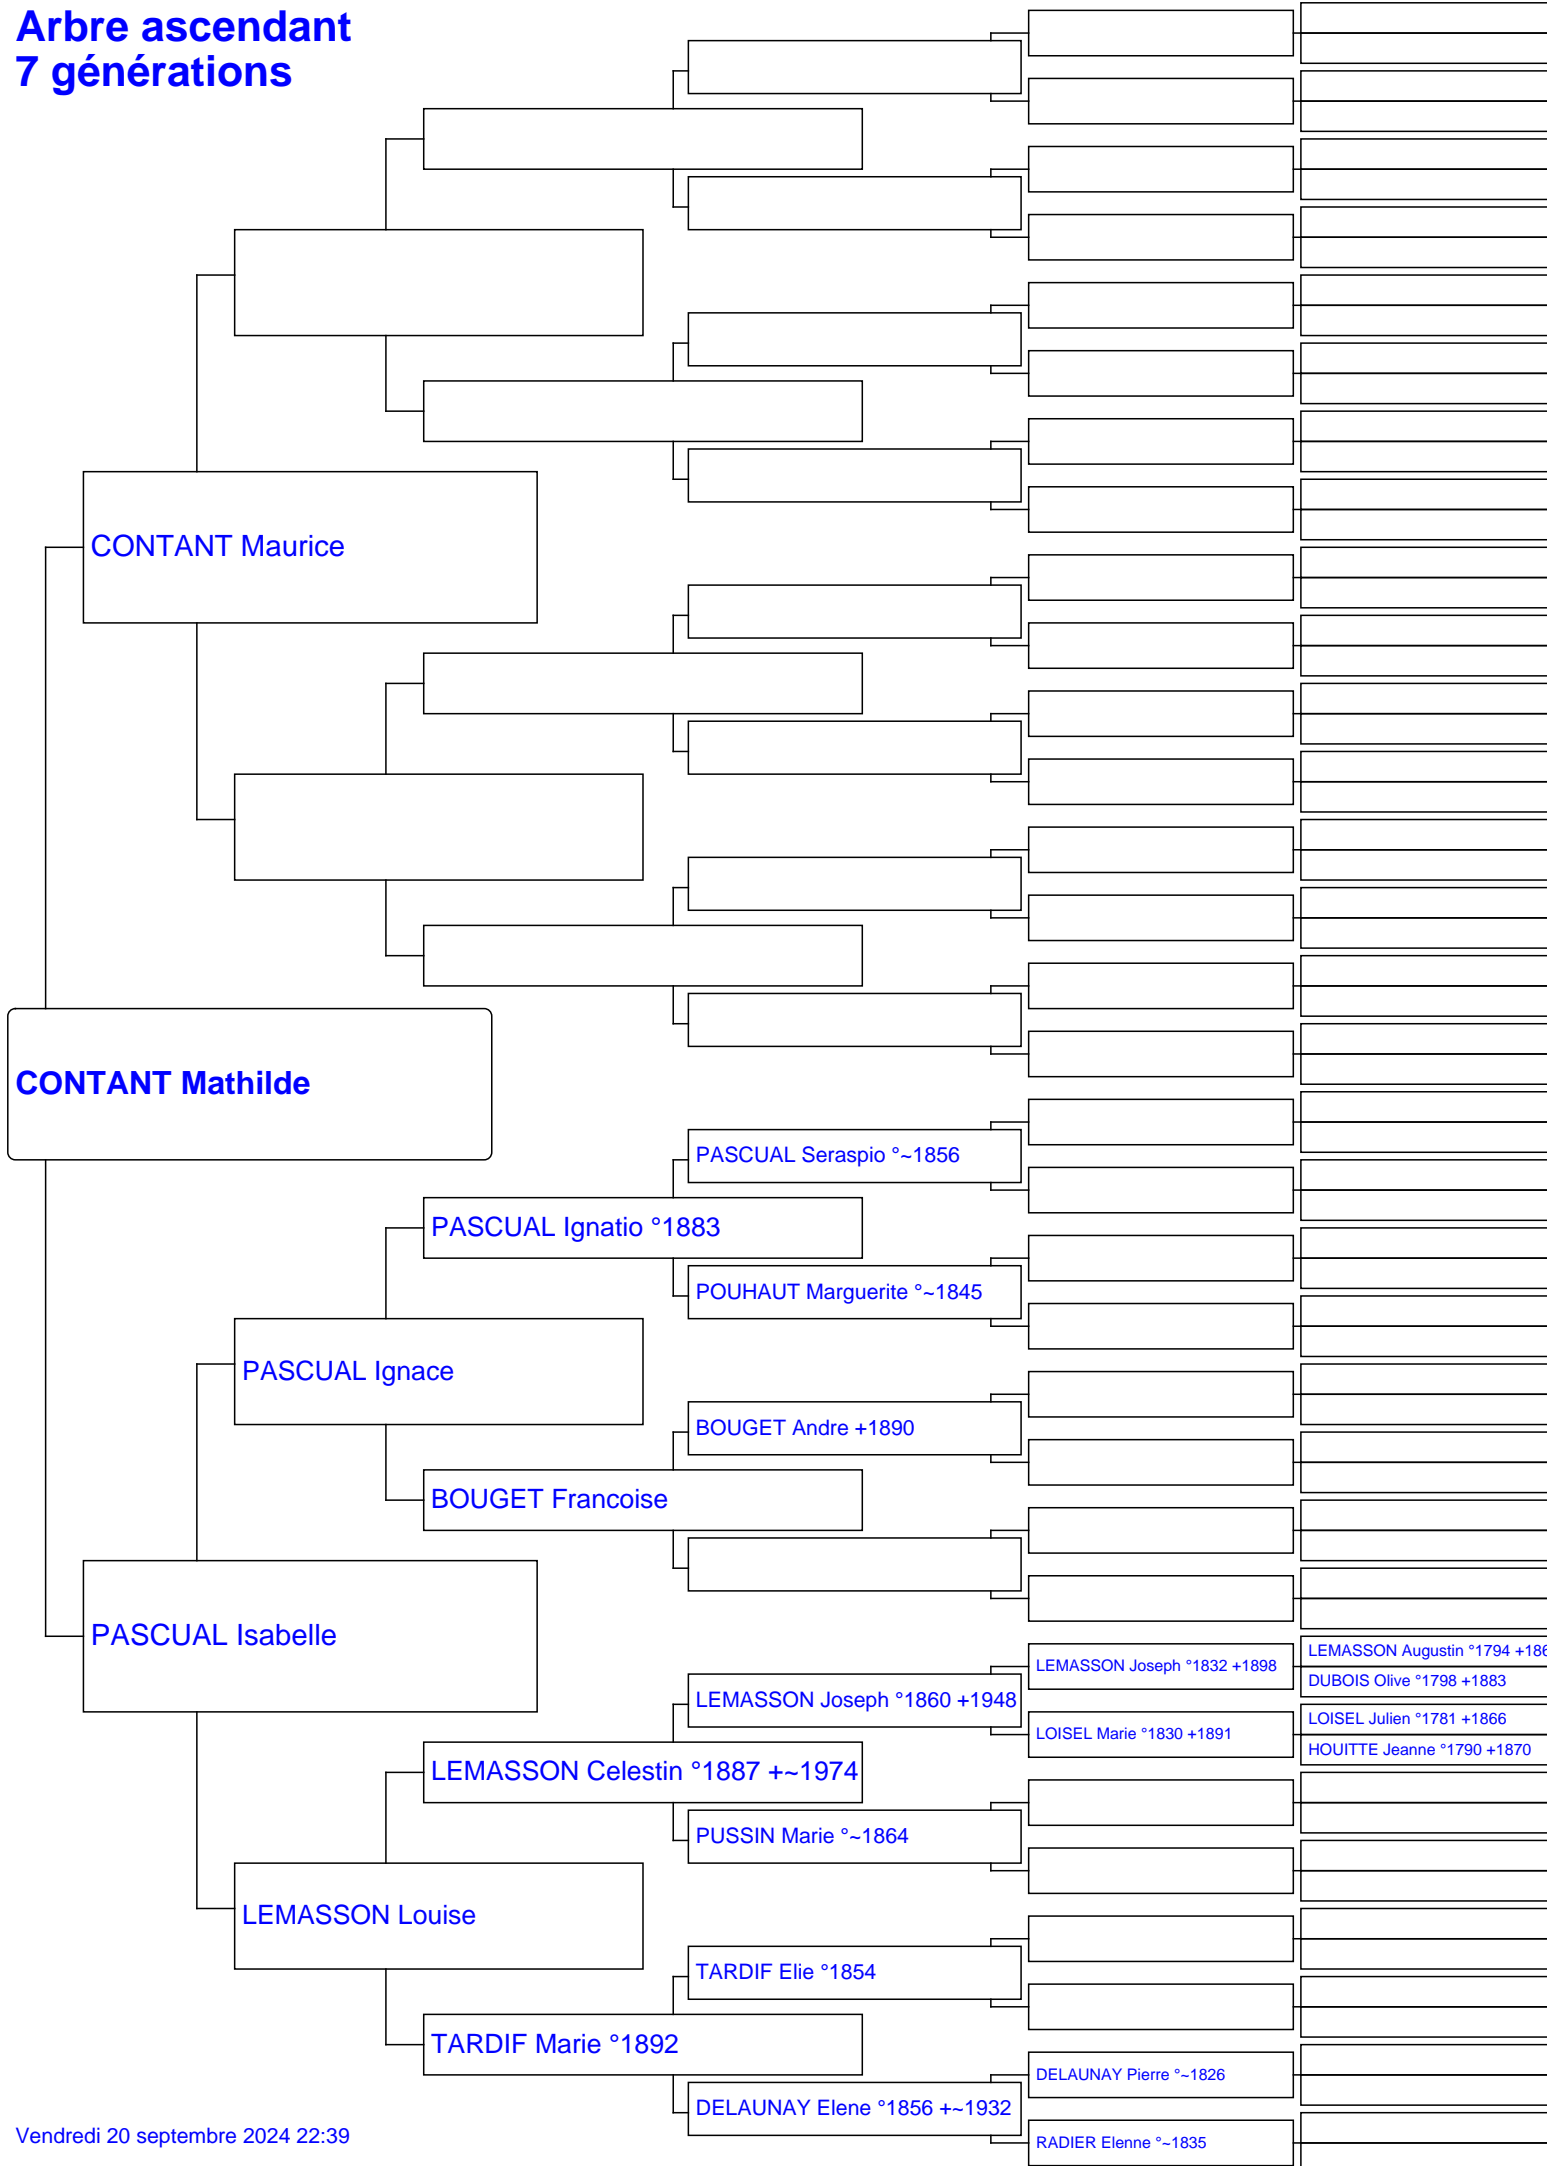 Arbre ascendant
7 générations
CONTANT Maurice
CONTANT Mathilde
PASCUAL Seraspio °~1856
PASCUAL Ignatio °1883
POUHAUT Marguerite °~1845
PASCUAL Ignace
BOUGET Andre +1890
BOUGET Francoise
PASCUAL Isabelle
LEMASSON Augustin °1794 +186
LEMASSON Joseph °1832 +1898
DUBOIS Olive °1798 +1883
LEMASSON Joseph °1860 +1948
LOISEL Julien °1781 +1866
LOISEL Marie °1830 +1891
HOUITTE Jeanne °1790 +1870
LEMASSON Celestin °1887 +~1974
PUSSIN Marie °~1864
LEMASSON Louise
TARDIF Elie °1854
TARDIF Marie °1892
DELAUNAY Pierre °~1826
DELAUNAY Elene °1856 +~1932
RADIER Elenne °~1835
Vendredi 20 septembre 2024 22:39